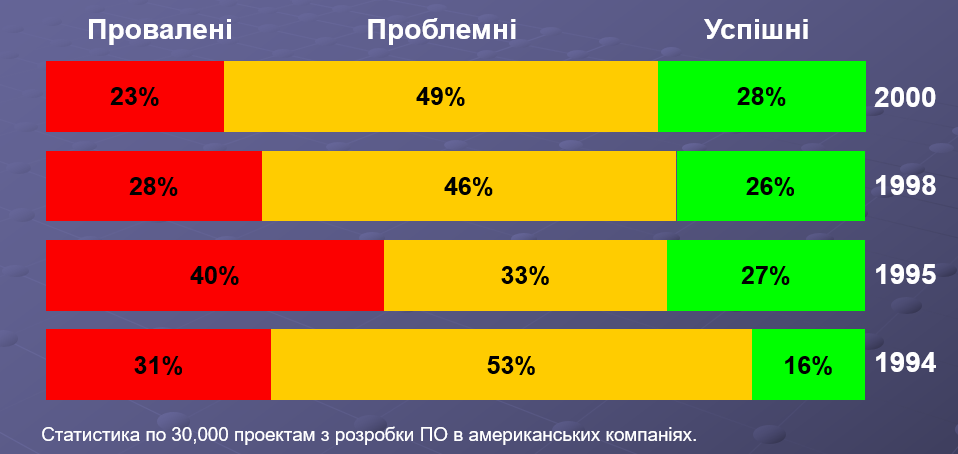 Провалені Проблемні Успішні
23% 49% 28% 2000
28% 46% 26% 1998
40% 33% 27% 1995
31% 53% 16% 1994
Статистика по 30,000 проектам з розробки ПО в американських компаніях.